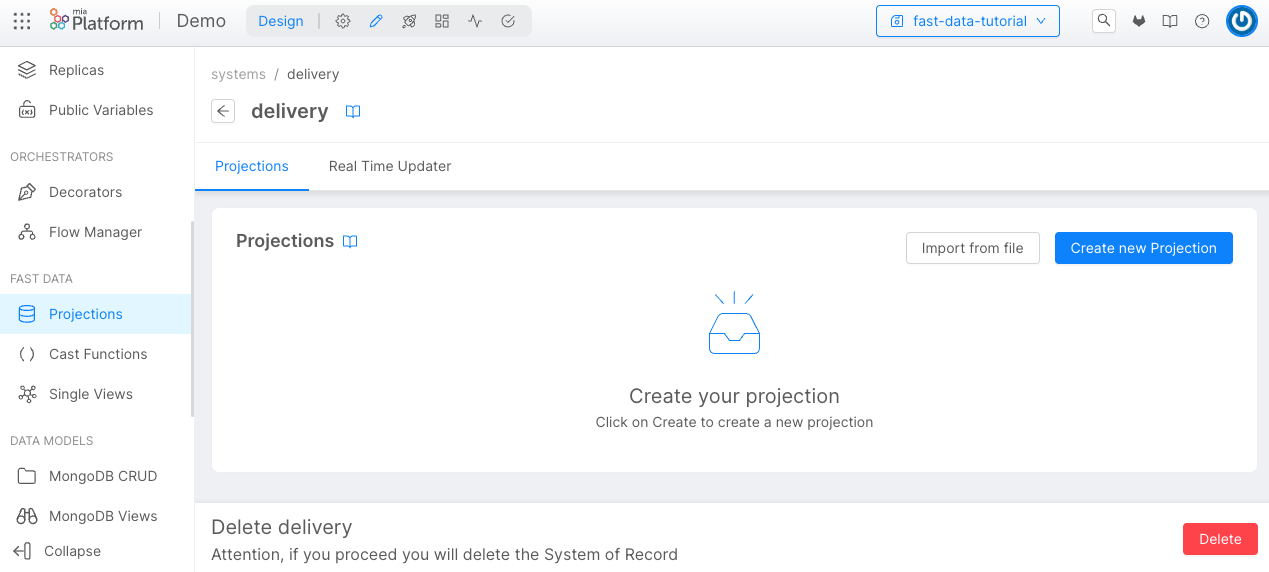 mia Platform
Demo
Design
fast-data-tutorial
Replicas
Public Variables
ORCHESTRATORS
Decorators
Flow Manager
FAST DATA
Projections
Cast Functions
Single Views
DATA MODELS
MongoDB CRUD
MongoDB Views
Collapse
systems / delivery
delivery
Projections Real Time Updater
Projections
Import from file
Create new Projection
Create your projection
Click on Create to create a new projection
Delete delivery
Attention, if you proceed you will delete the System of Record
Delete